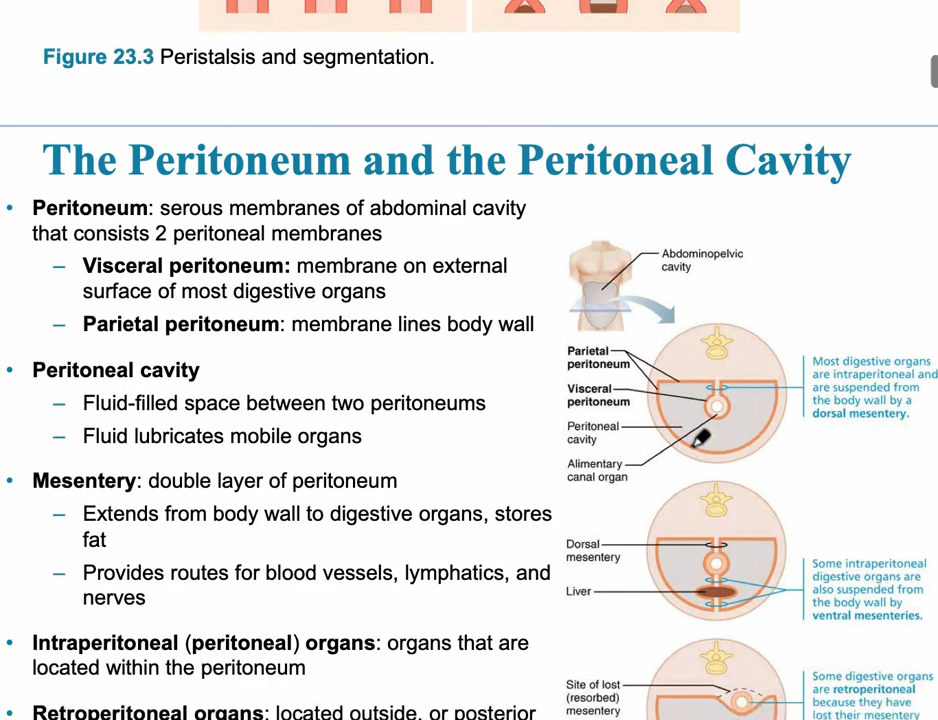 Figure 23.3 Peristalsis and segmentation.
The Peritoneum and the Peritoneal Cavity
• Peritoneum: serous membranes of abdominal cavity
that consists 2 peritoneal membranes
– Visceral peritoneum: membrane on external
surface of most digestive organs
– Parietal peritoneum: membrane lines body wall
• Peritoneal cavity
– Fluid-filled space between two peritoneums
– Fluid lubricates mobile organs
• Mesentery: double layer of peritoneum
– Extends from body wall to digestive organs, stores
fat
– Provides routes for blood vessels, lymphatics, and
nerves
• Intraperitoneal (peritoneal) organs: organs that are
located within the peritoneum
• Retroperitoneal organs: located outside, or posterior
Abdominopelvic
cavity
Parietal
peritoneum
Visceral
peritoneum
Peritoneal
cavity
Alimentary
canal organ
Most digestive organs
are intraperitoneal and
are suspended from
the body wall by a
dorsal mesentery.
Dorsal
mesentery
Liver
Some intraperitoneal
digestive organs are
also suspended from
the body wall by
ventral mesenteries.
Site of lost
(resorbed)
mesentery
Some digestive organs
are retroperitoneal
because they have
lost their mesentery